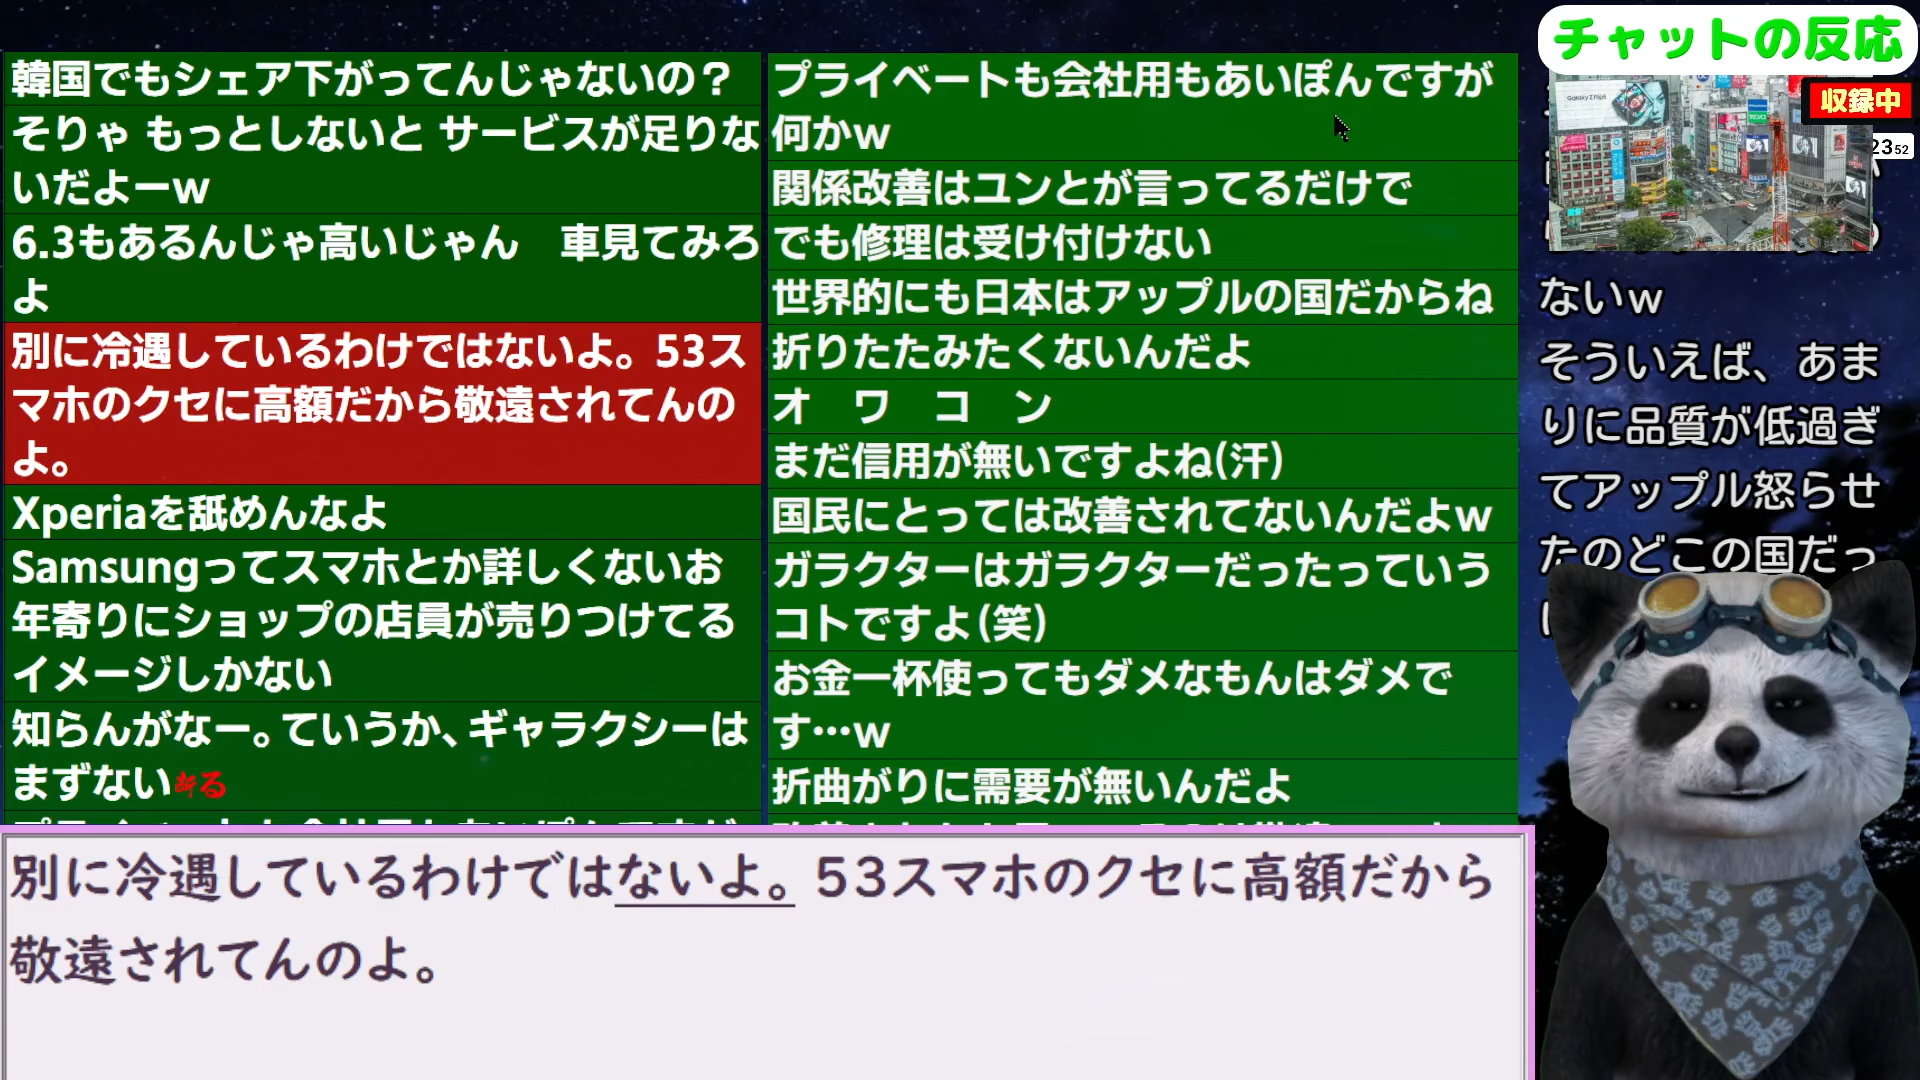 チャットの反応
収録中
23 52
韓国でもシェア下がってんじゃないの？
そりゃ もっとしないと サービスが足りな
いだよーw
6.3もあるんじゃ高いじゃん　車見てみろ
よ
別に冷遇しているわけではないよ。53ス
マホのクセに高額だから敬遠されてんの
よ。
Xperiaを舐めんなよ
Samsungってスマホとか詳しくないお
年寄りにショップの店員が売りつけてる
イメージしかない
知らんがなー。ていうか、ギャラクシーは
まずない斬る
プライベートも会社用もあいぽんですが
何かw
関係改善はユンとが言ってるだけで
でも修理は受け付けない
世界的にも日本はアップルの国だからね
折りたたみたくないんだよ
オ　ワ　コ　ン
まだ信用が無いですよね(汗)
国民にとっては改善されてないんだよw
ガラクターはガラクターだったっていう
コトですよ(笑)
お金一杯使ってもダメなもんはダメで
す…w
折曲がりに需要が無いんだよ
ないw
そういえば、あま
りに品質が低過ぎ
てアップル怒らせ
たのどこの国だっ
別に冷遇しているわけではないよ。53スマホのクセに高額だから
敬遠されてんのよ。